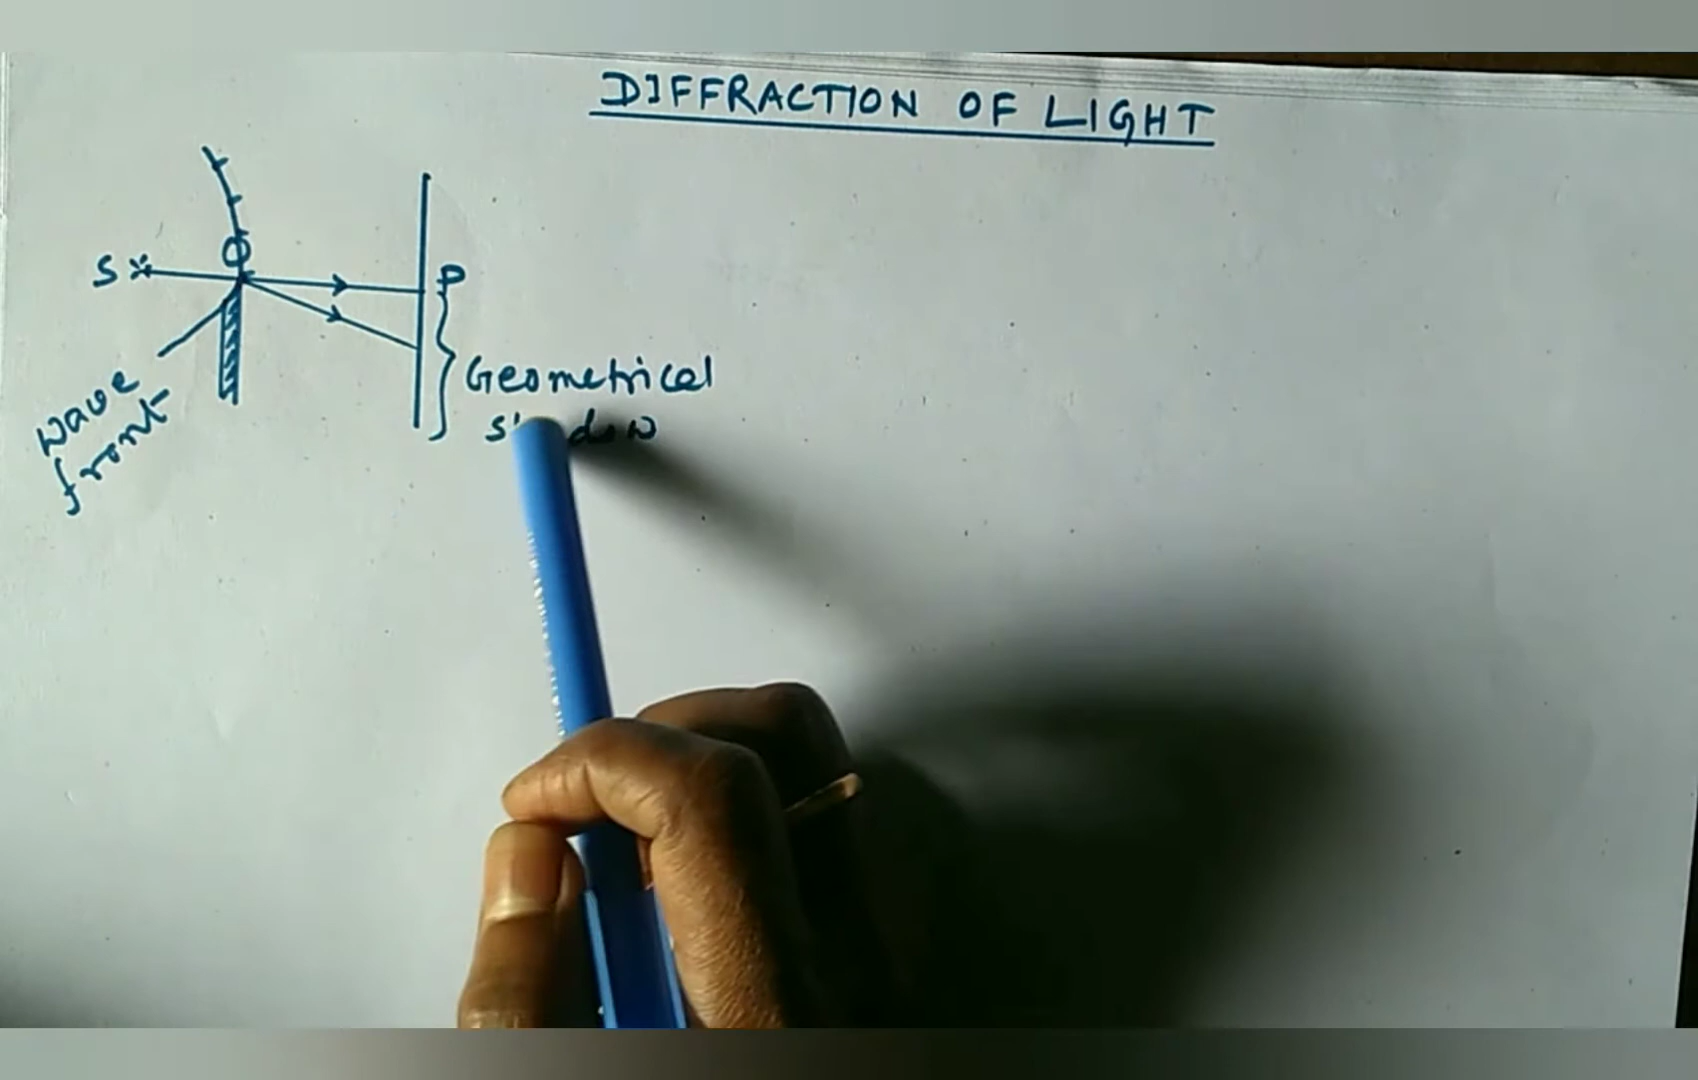 DIFFRACTION OF LIGHT
S
P
Geometrical
wave
front